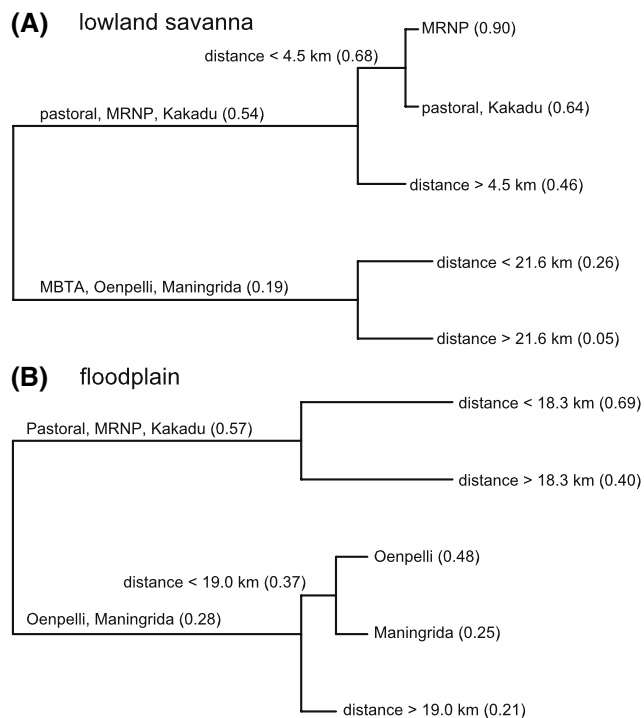 (A) lowland savanna
MRNP (0.90)
distance < 4.5 km (0.68)
pastoral, Kakadu (0.64)
pastoral, MRNP, Kakadu (0.54)
distance > 4.5 km (0.46)
distance < 21.6 km (0.26)
MBTA, Oenpelli, Maningrida (0.19)
distance > 21.6 km (0.05)
(B) floodplain
distance < 18.3 km (0.69)
Pastoral, MRNP, Kakadu (0.57)
distance > 18.3 km (0.40)
Oenpelli (0.48)
distance < 19.0 km (0.37)
Oenpelli, Maningrida (0.28)
Maningrida (0.25)
distance > 19.0 km (0.21)